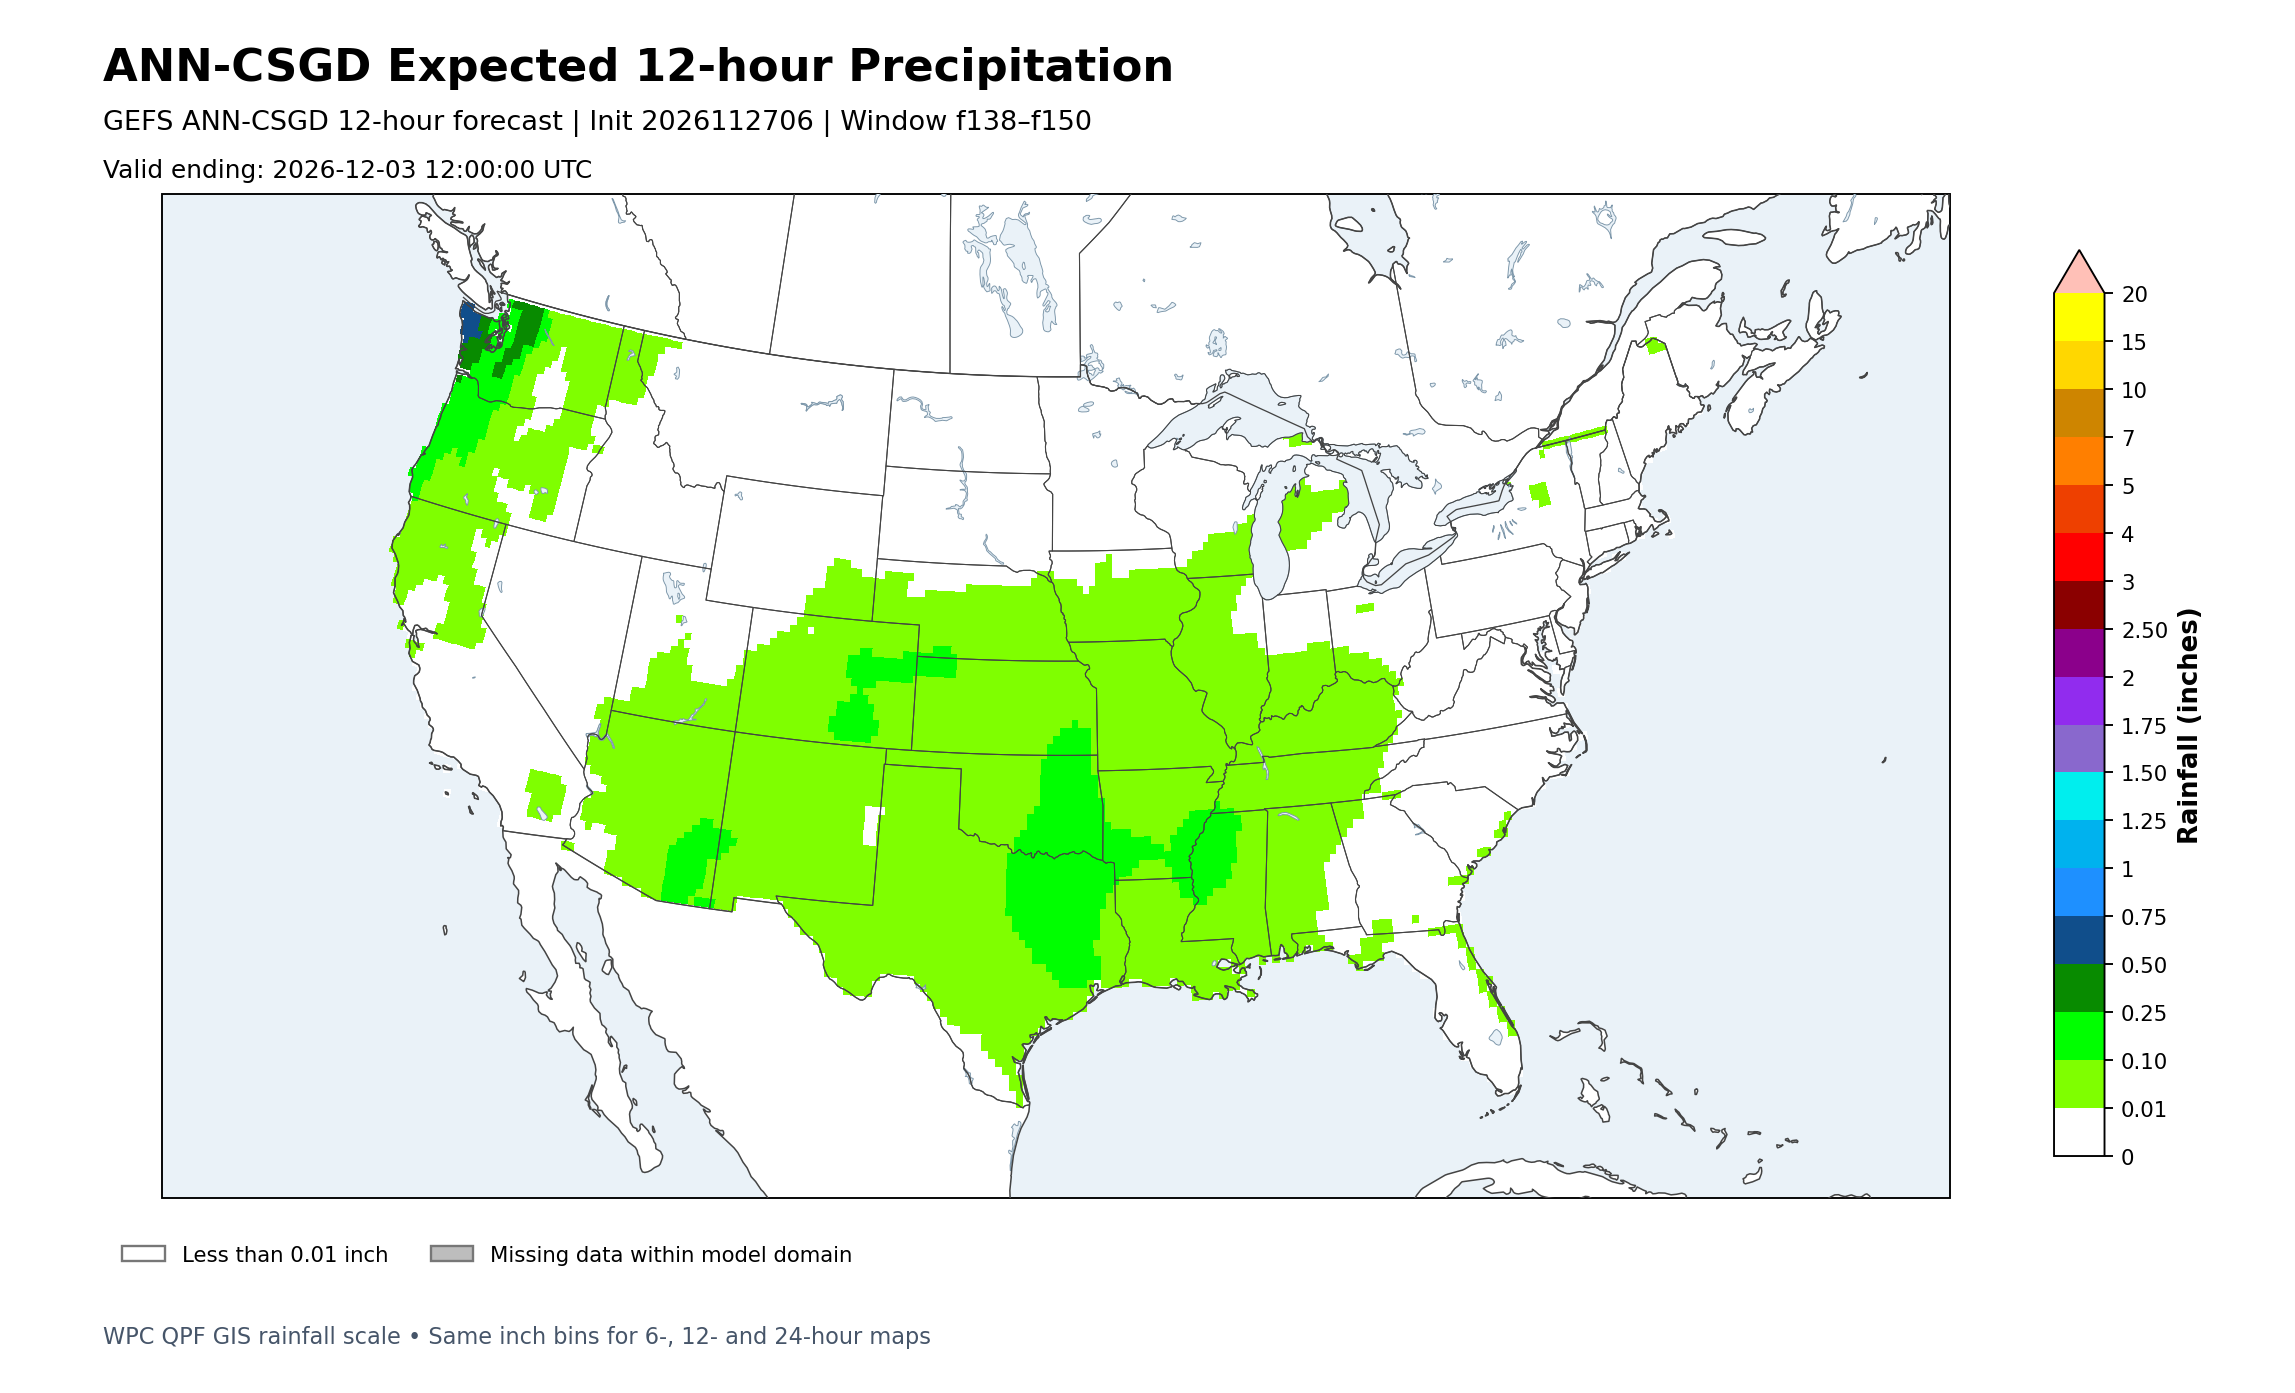 ANN-CSGD Expected 12-hour Precipitation
GEFS ANN-CSGD 12-hour forecast | Init 2026112706 | Window f138–f150
Valid ending: 2026-12-03 12:00:00 UTC
20
15
10
7
5
4
3
2.50
2
1.75
1.50
1.25
1
0.75
0.50
0.25
0.10
0.01
0
Rainfall (inches)
Less than 0.01 inch
Missing data within model domain
WPC QPF GIS rainfall scale • Same inch bins for 6-, 12- and 24-hour maps